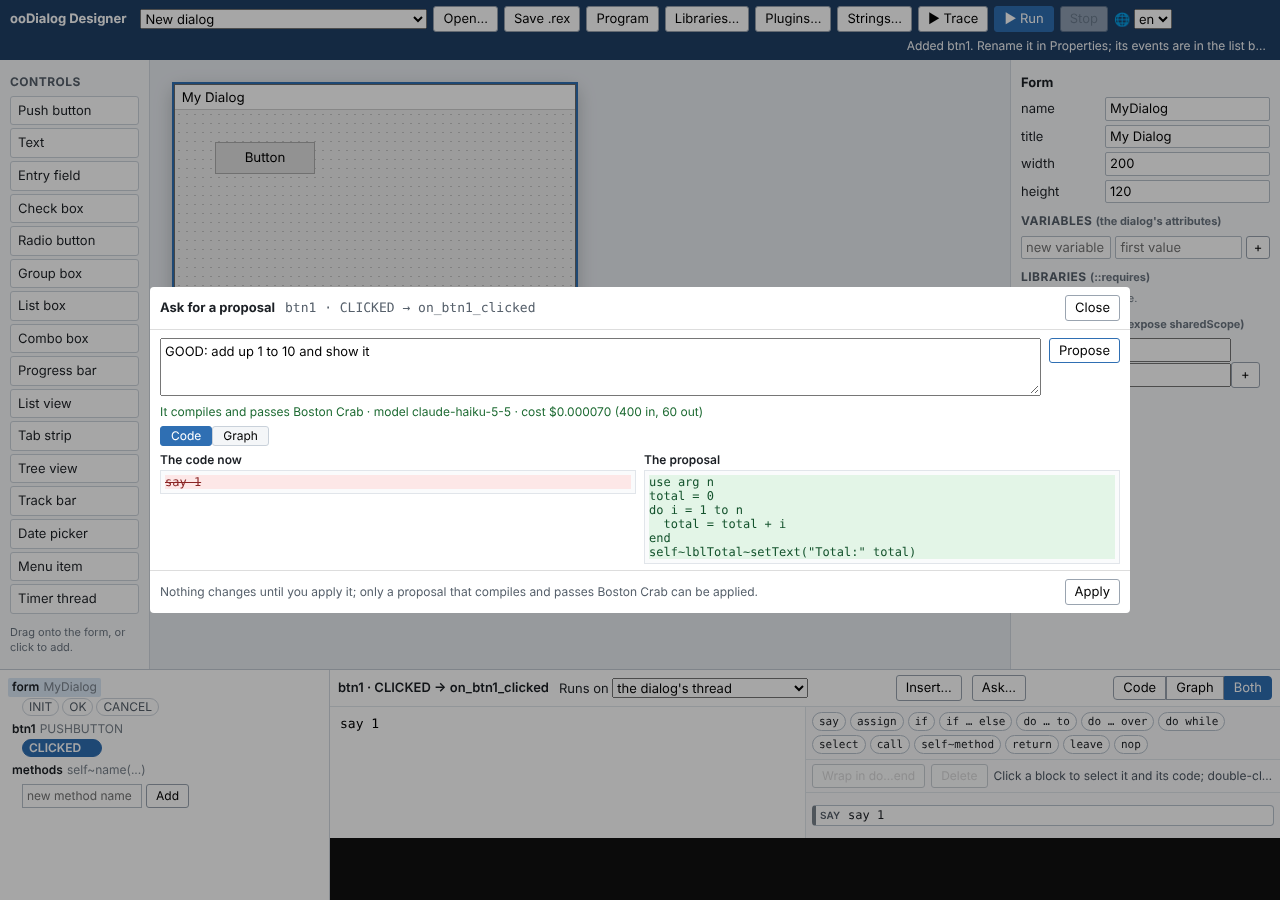 ooDialog Designer
New dialog
Open...
Save .rex
Program
Libraries...
Plugins...
Strings...
▶ Trace
▶ Run
Stop
🌐 en
Added btn1. Rename it in Properties; its events are in the list b...
CONTROLS
Push button
Text
Entry field
Check box
Radio button
Group box
List box
Combo box
Progress bar
List view
Tab strip
Tree view
Track bar
Date picker
Menu item
Timer thread
Drag onto the form, or
click to add.
My Dialog
Button
Form
name MyDialog
title My Dialog
width 200
height 120
VARIABLES (the dialog's attributes)
new variable first value +
LIBRARIES (::requires)
e.
expose sharedScope)
+
Ask for a proposal btn1 · CLICKED → on_btn1_clicked
Close
GOOD: add up 1 to 10 and show it
Propose
It compiles and passes Boston Crab · model claude-haiku-5-5 · cost $0.000070 (400 in, 60 out)
Code Graph
The code now
say 1
The proposal
use arg n
total = 0
do i = 1 to n
total = total + i
end
self~lblTotal~setText("Total:" total)
Nothing changes until you apply it; only a proposal that compiles and passes Boston Crab can be applied.
Apply
form MyDialog
INIT OK CANCEL
btn1 PUSHBUTTON
CLICKED
methods self~name(...)
new method name Add
btn1 · CLICKED → on_btn1_clicked Runs on the dialog's thread
Insert...
Ask...
Code Graph Both
say 1
say assign if if … else do … to do … over do while
select call self~method return leave nop
Wrap in do...end Delete Click a block to select it and its code; double-cl...
SAY say 1